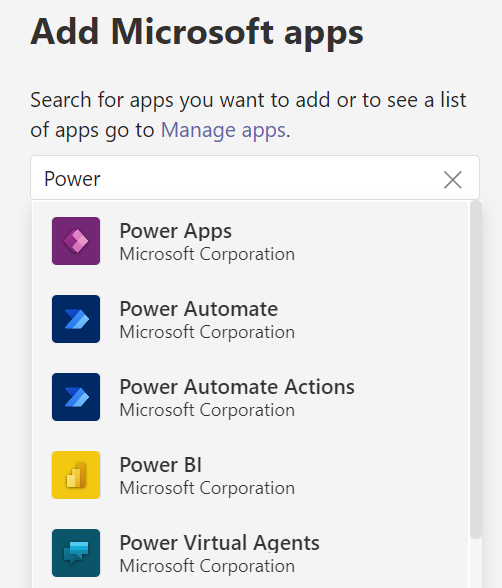 Add Microsoft apps
Search for apps you want to add or to see a list
of apps go to Manage apps.
Power
Power Apps
Microsoft Corporation
Power Automate
Microsoft Corporation
Power Automate Actions
Microsoft Corporation
Power BI
Microsoft Corporation
Power Virtual Agents
Microsoft Corporation